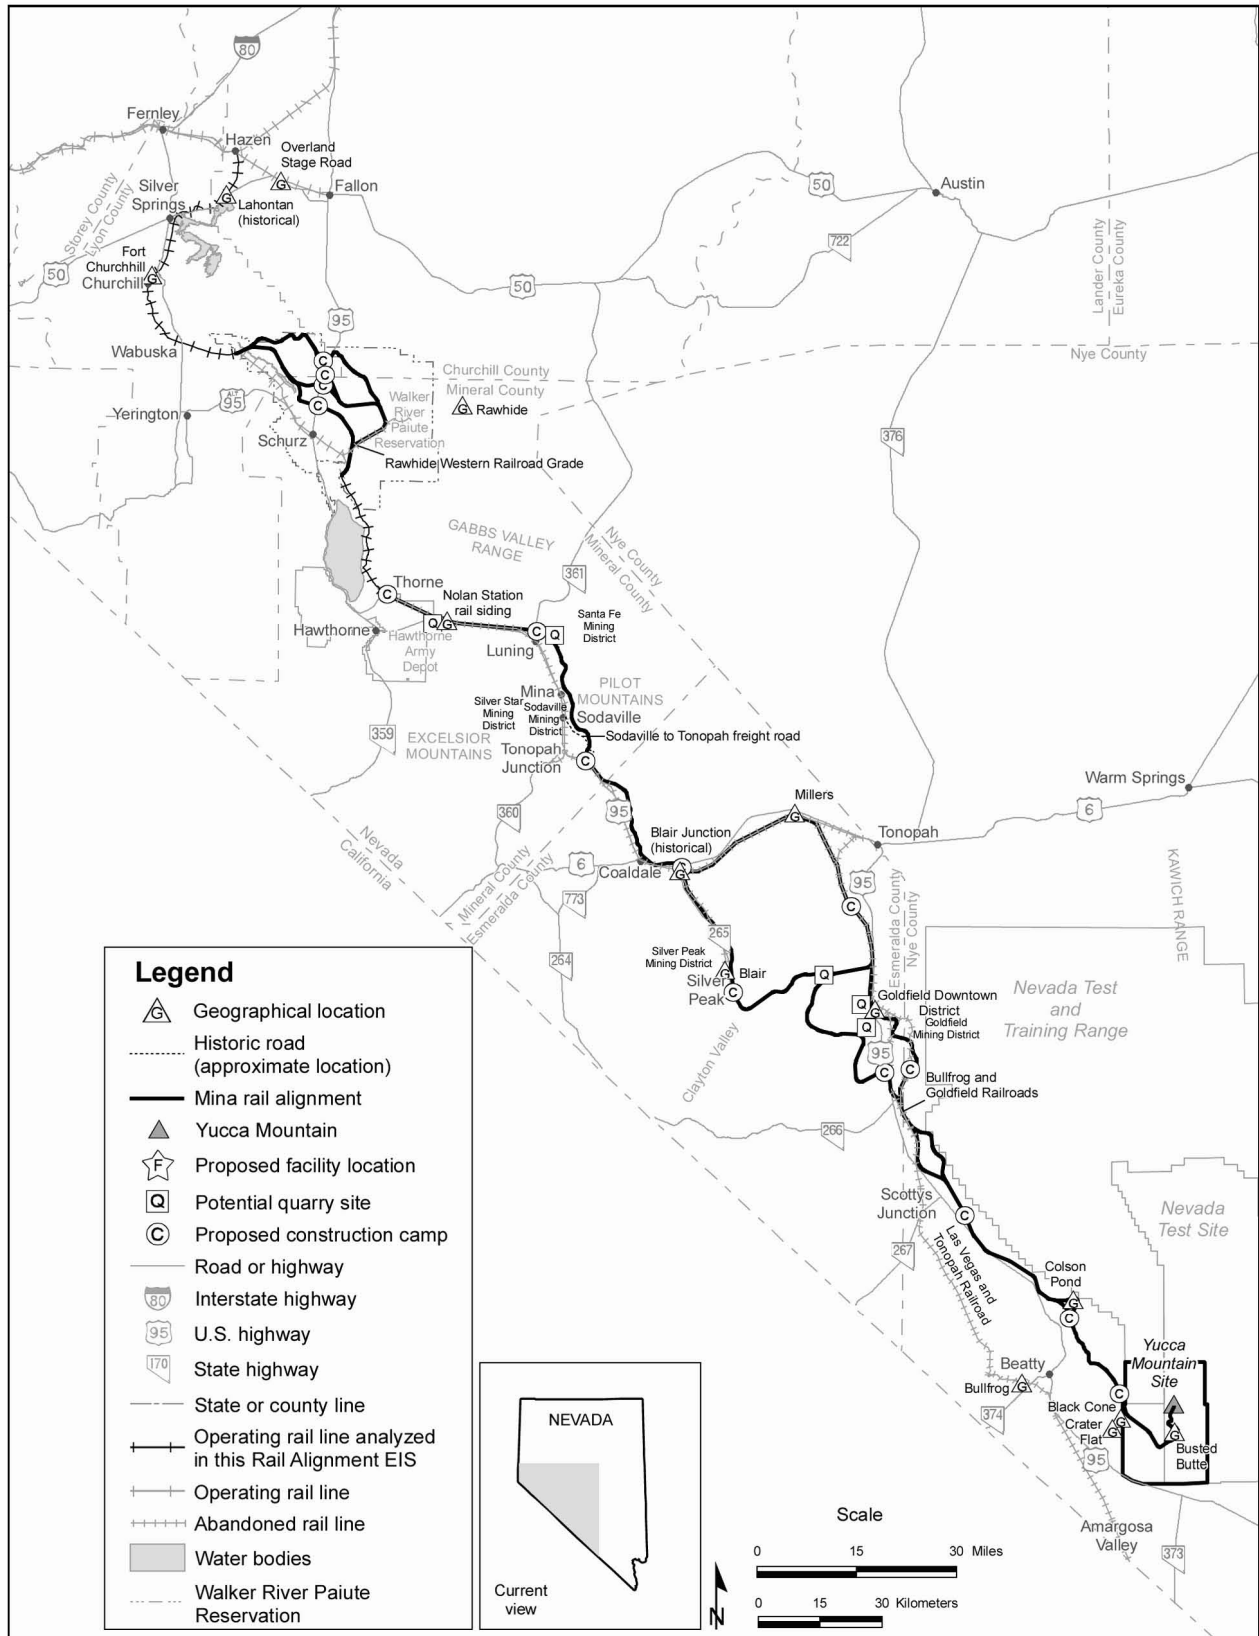 80
Fernley
Hazen
Overland
Stage Road
Silver
Springs
Lahontan
(historical)
Fallon
50
Austin
722
Storey County
Lyon County
Fort
Churchhill
Churchill
50
50
95
Lander County
Eureka County
Nye County
Wabuska
Churchill County
Mineral County
ALT
95
Yerington
Walker
River
Paiute
Reservation
G
Rawhide
Schurz
Rawhide Western Railroad Grade
376
GABBS VALLEY
RANGE
Nye County
Mineral County
361
Thorne
Nolan Station
rail siding
Santa Fe
Mining
District
Hawthorne
Hawthorne
Army
Depot
Luning
Mina
PILOT
MOUNTAINS
Silver Star
Mining
District
Sodaville
Mining
District
Sodaville
359
EXCELSIOR
MOUNTAINS
Sodaville to Tonopah freight road
Tonopah
Junction
Warm Springs
360
95
Millers
6
Nevada
California
Blair Junction
(historical)
Tonopah
6
Coaldale
Mineral County
Esmeralda County
773
95
Esmeralda County
Nye County
KAWICH RANGE
264
265
Silver Peak
Mining District
Silver
Peak
Blair
Goldfield Downtown
District
Goldfield
Mining District
Nevada Test
and
Training Range
Clayton Valley
95
Bullfrog and
Goldfield Railroads
266
Scottys
Junction
Nevada
Test Site
267
Las Vegas and
Tonopah Railroad
Colson
Pond
Yucca
Mountain
Site
Beatty
Bullfrog
374
Black Cone
Crater
Flat
Busted
Butte
95
Amargosa
Valley
373
Legend
G Geographical location
Historic road
(approximate location)
Mina rail alignment
Yucca Mountain
F Proposed facility location
Q Potential quarry site
C Proposed construction camp
Road or highway
80 Interstate highway
95 U.S. highway
170 State highway
State or county line
Operating rail line analyzed
in this Rail Alignment EIS
Operating rail line
Abandoned rail line
Water bodies
Walker River Paiute
Reservation
NEVADA
Current
view
N
Scale
0 15 30 Miles
0 15 30 Kilometers